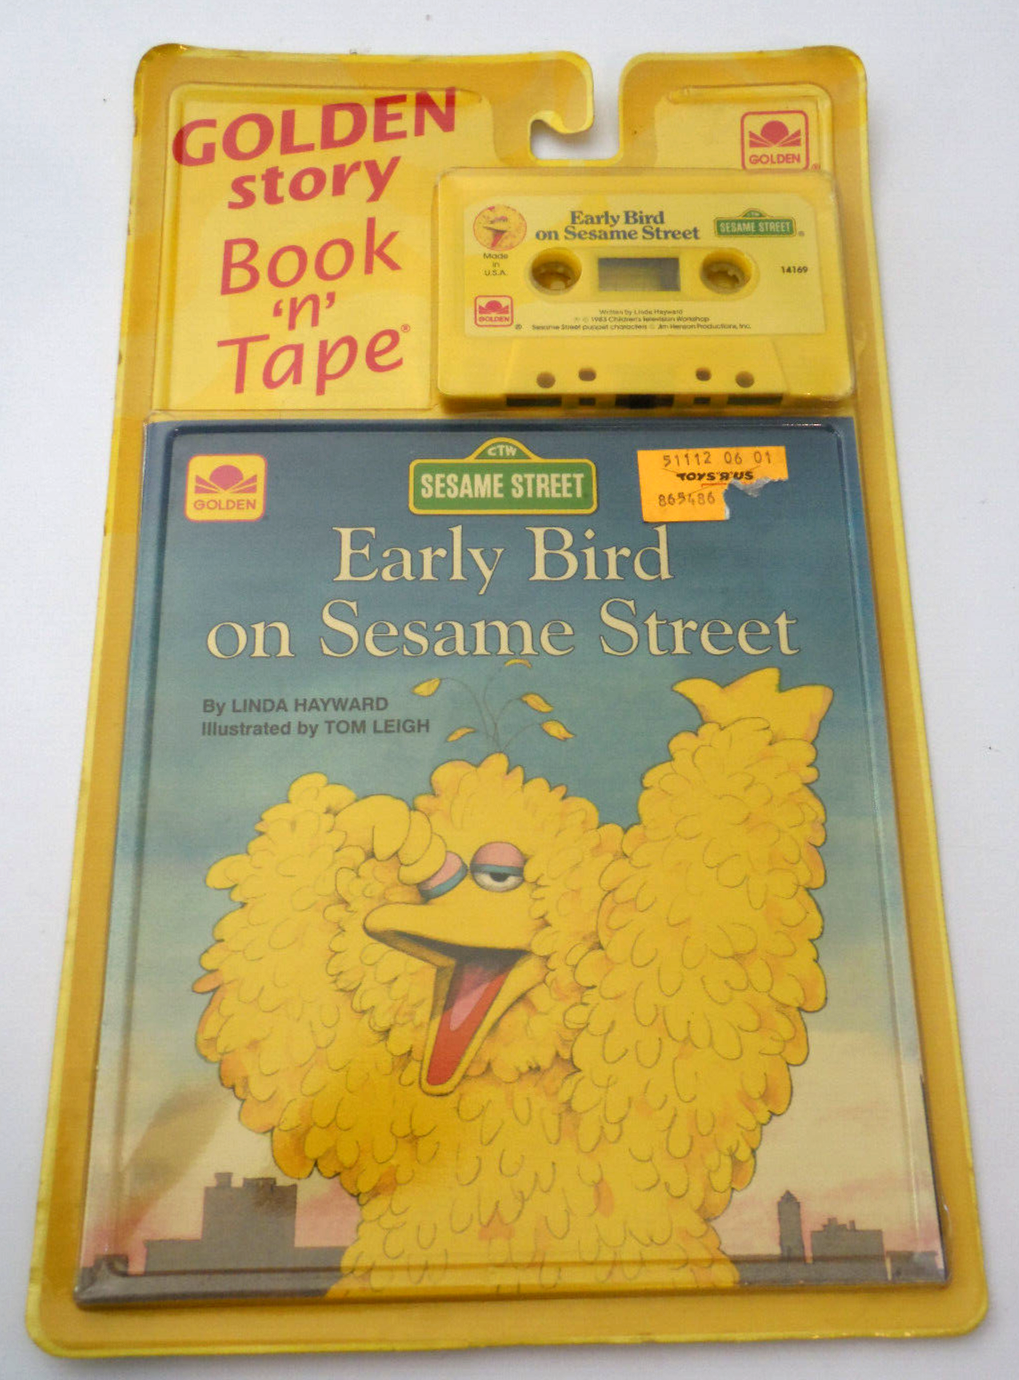 GOLDEN
story
Book
'n'
Tape®
GOLDEN ®
Early Bird
on Sesame Street
CTW
SESAME STREET ®
Made
in
U.S.A.
14169
GOLDEN ®
Written by Linda Hayward
℗ © 1983 Children's Television Workshop
Sesame Street puppet characters © Jim Henson Productions, Inc.
GOLDEN ®
CTW
SESAME STREET
51112 06 01
TOYS"R"US
865486
Early Bird
on Sesame Street
By LINDA HAYWARD
Illustrated by TOM LEIGH